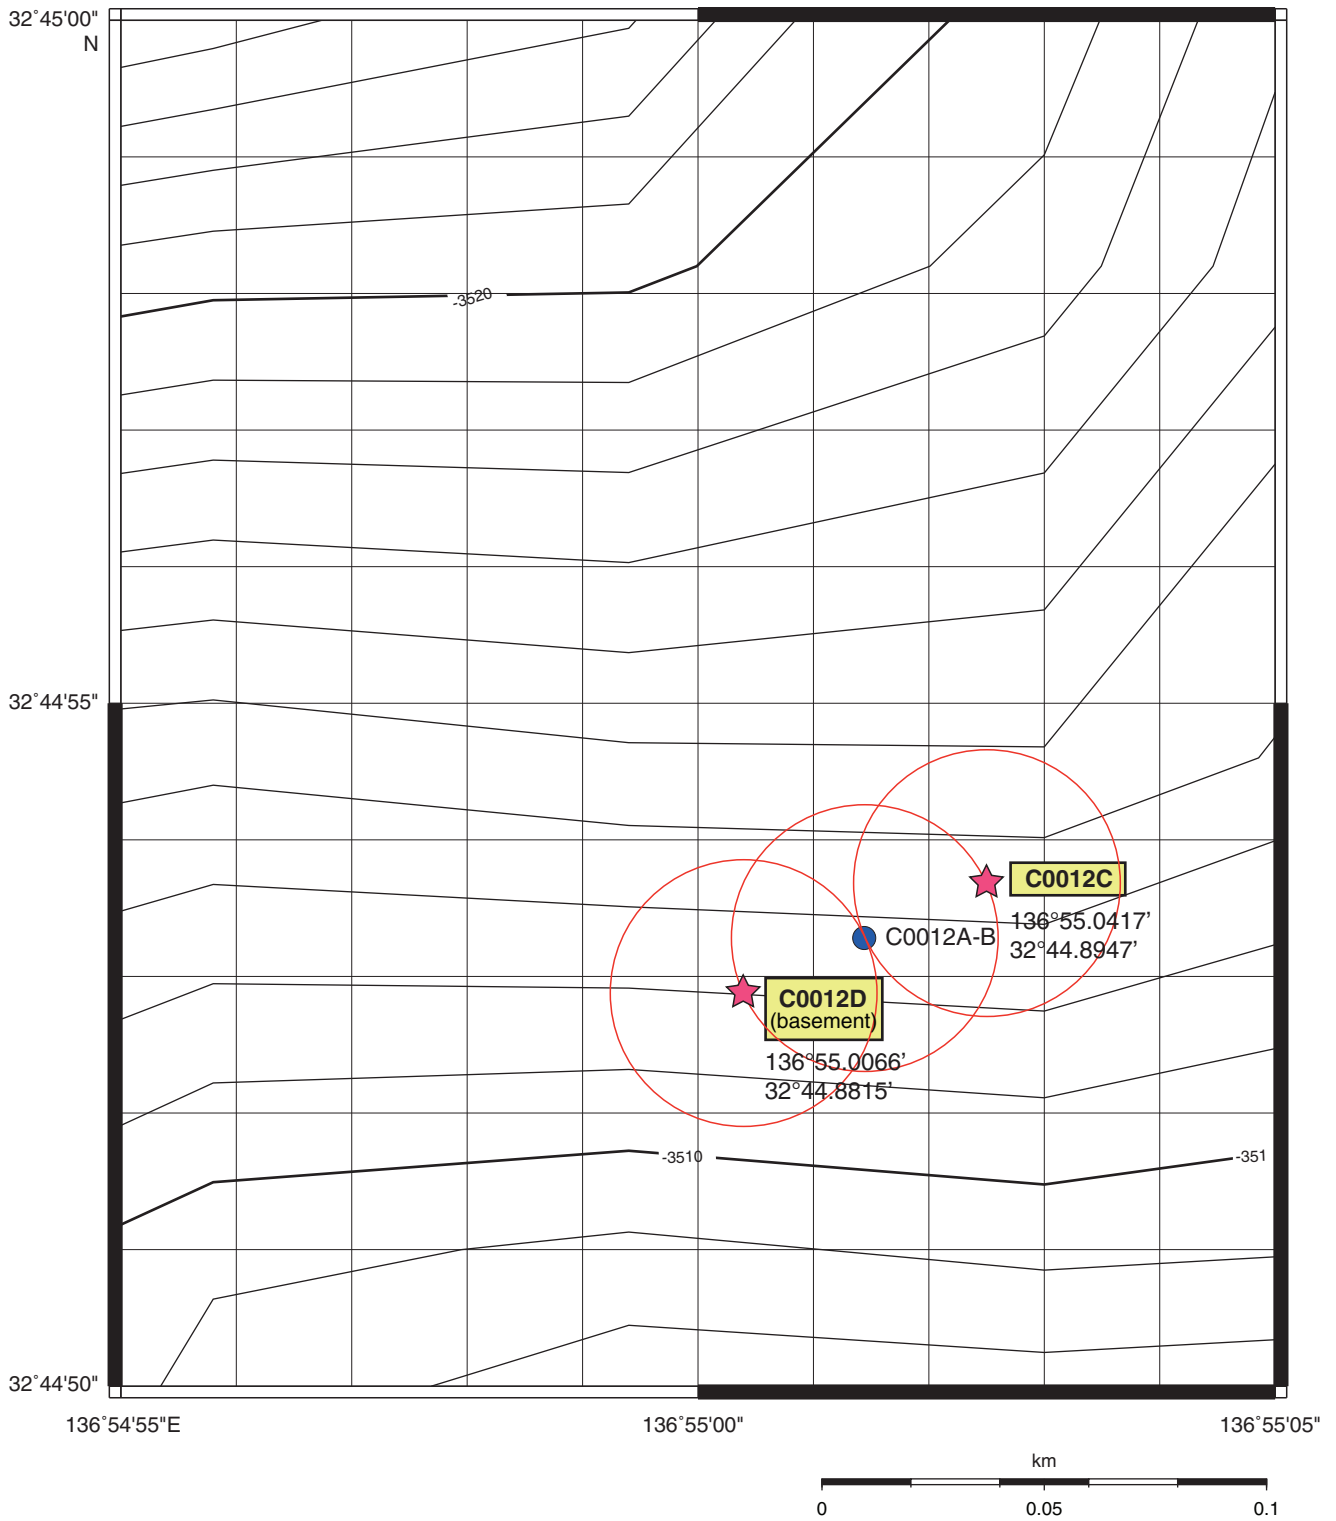 32˚45'00"
N
-3520
32˚44'55"
C0012C
136°55.0417’
32°44.8947’
C0012A-B
C0012D
(basement)
136°55.0066’
32°44.8815’
-3510
-351
32˚44'50"
136˚54'55"E
136˚55'00"
136˚55'05"
km
0
0.05
0.1